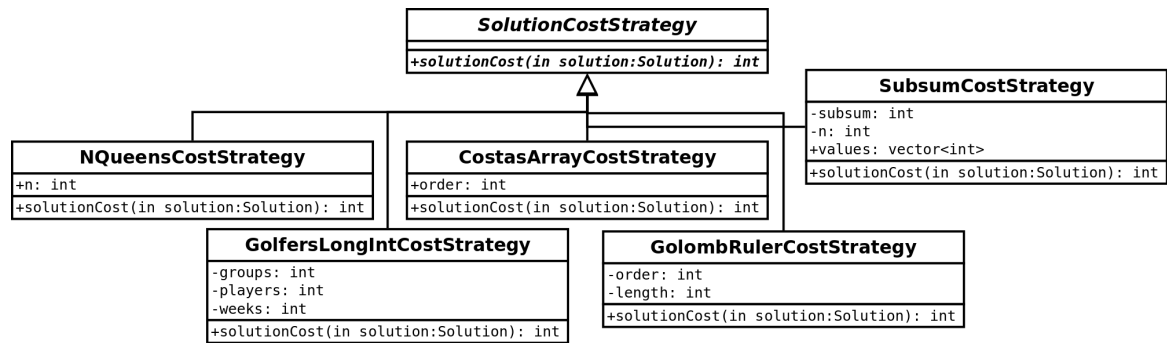 SolutionCostStrategy
+solutionCost(in solution:Solution): int
SubsumCostStrategy
-subsum: int
-n: int
+values: vector<int>
+solutionCost(in solution:Solution): int
NQueensCostStrategy
+n: int
+solutionCost(in solution:Solution): int
CostasArrayCostStrategy
+order: int
+solutionCost(in solution:Solution): int
GolfersLongIntCostStrategy
-groups: int
-players: int
-weeks: int
+solutionCost(in solution:Solution): int
GolombRulerCostStrategy
-order: int
-length: int
+solutionCost(in solution:Solution): int